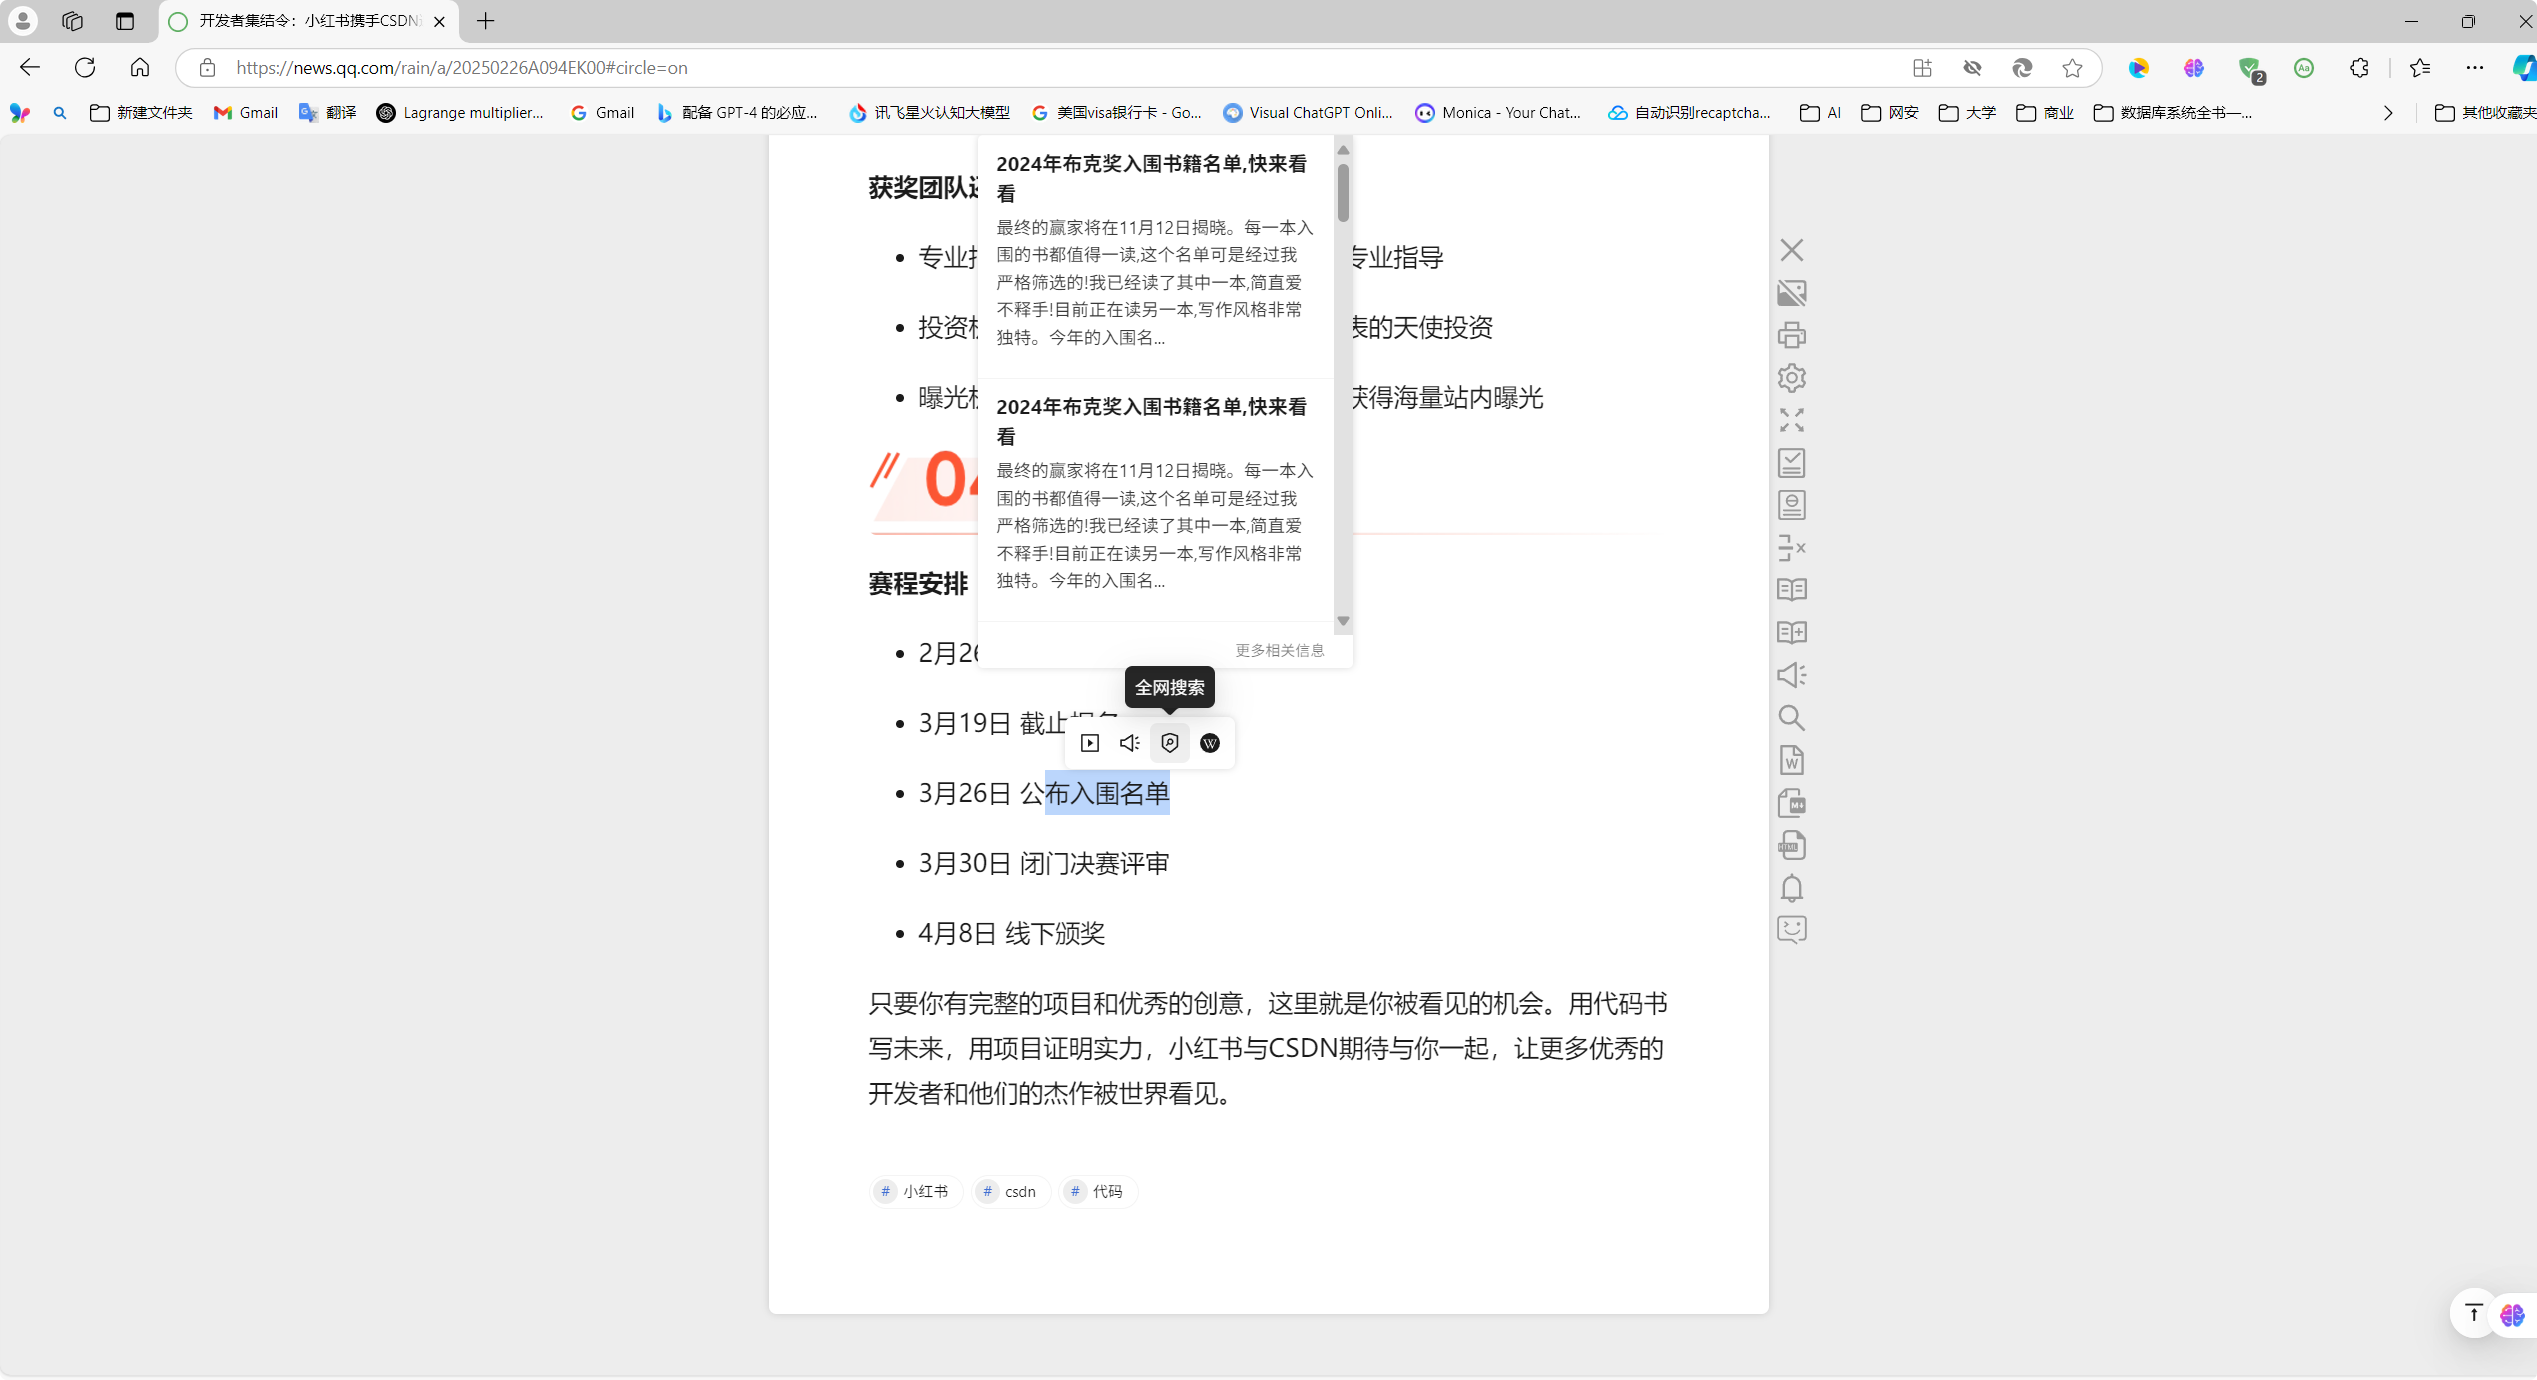 开发者集结令：小红书携手CSDN
https://news.qq.com/rain/a/20250226A094EK00#circle=on
2
新建文件夹
Gmail
翻译
Lagrange multiplier...
Gmail
配备 GPT-4 的必应...
讯飞星火认知大模型
美国visa银行卡 - Go...
Visual ChatGPT Onli...
Monica - Your Chat...
自动识别recaptcha...
AI
网安
大学
商业
数据库系统全书—...
其他收藏夹
2024年布克奖入围书籍名单,快来看
看
最终的赢家将在11月12日揭晓。每一本入
围的书都值得一读,这个名单可是经过我
严格筛选的!我已经读了其中一本,简直爱
不释手!目前正在读另一本,写作风格非常
独特。今年的入围名...
2024年布克奖入围书籍名单,快来看
看
最终的赢家将在11月12日揭晓。每一本入
围的书都值得一读,这个名单可是经过我
严格筛选的!我已经读了其中一本,简直爱
不释手!目前正在读另一本,写作风格非常
独特。今年的入围名...
更多相关信息
全网搜索
获奖团队
专业 专业指导
投资 的天使投资
曝光 获得海量站内曝光
04
赛程安排
2月26
3月19日 截止报名
3月26日 公布入围名单
3月30日 闭门决赛评审
4月8日 线下颁奖
只要你有完整的项目和优秀的创意，这里就是你被看见的机会。用代码书
写未来，用项目证明实力，小红书与CSDN期待与你一起，让更多优秀的
开发者和他们的杰作被世界看见。
# 小红书
# csdn
# 代码